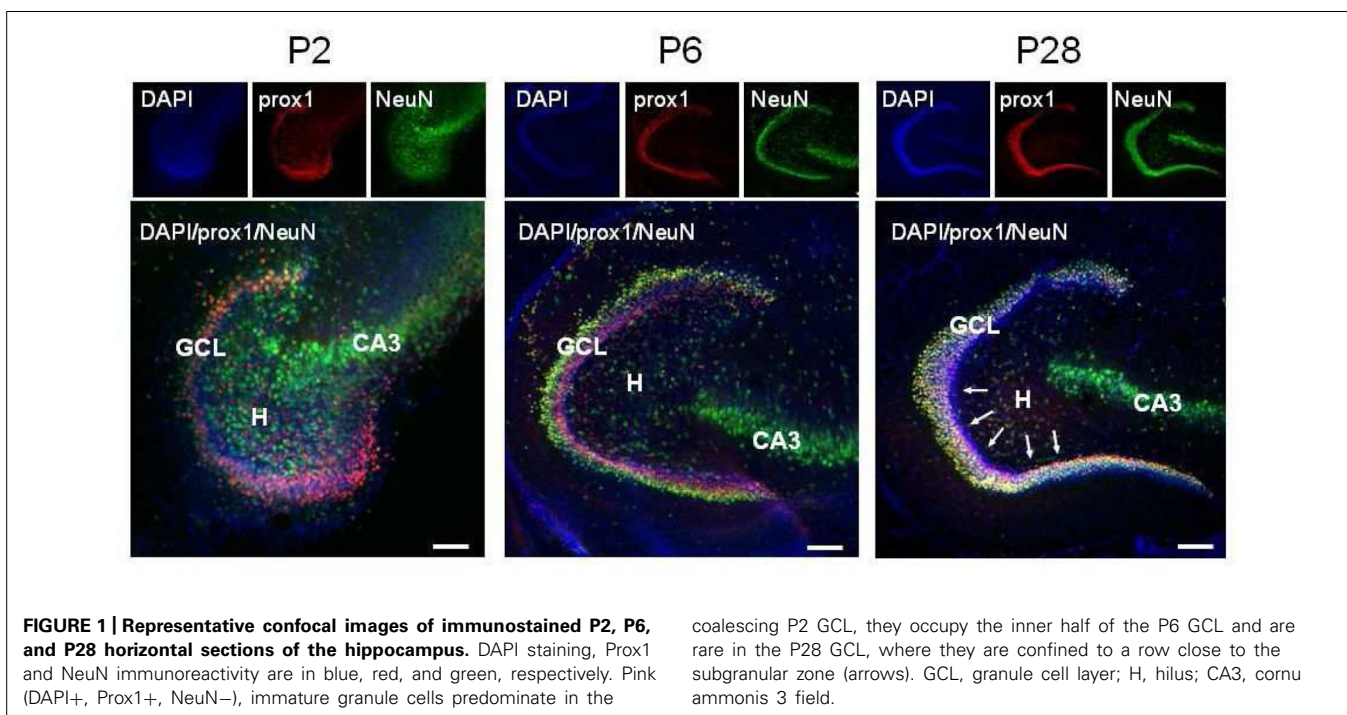 P2
P6
P28
DAPI
prox1
NeuN
DAPI
prox1
NeuN
DAPI
prox1
NeuN
DAPI/prox1/NeuN
GCL
CA3
H
DAPI/prox1/NeuN
GCL
H
CA3
DAPI/prox1/NeuN
GCL
H
CA3
FIGURE 1 | Representative confocal images of immunostained P2, P6,
and P28 horizontal sections of the hippocampus. DAPI staining, Prox1
and NeuN immunoreactivity are in blue, red, and green, respectively. Pink
(DAPI+, Prox1+, NeuN−), immature granule cells predominate in the
coalescing P2 GCL, they occupy the inner half of the P6 GCL and are
rare in the P28 GCL, where they are confined to a row close to the
subgranular zone (arrows). GCL, granule cell layer; H, hilus; CA3, cornu
ammonis 3 field.